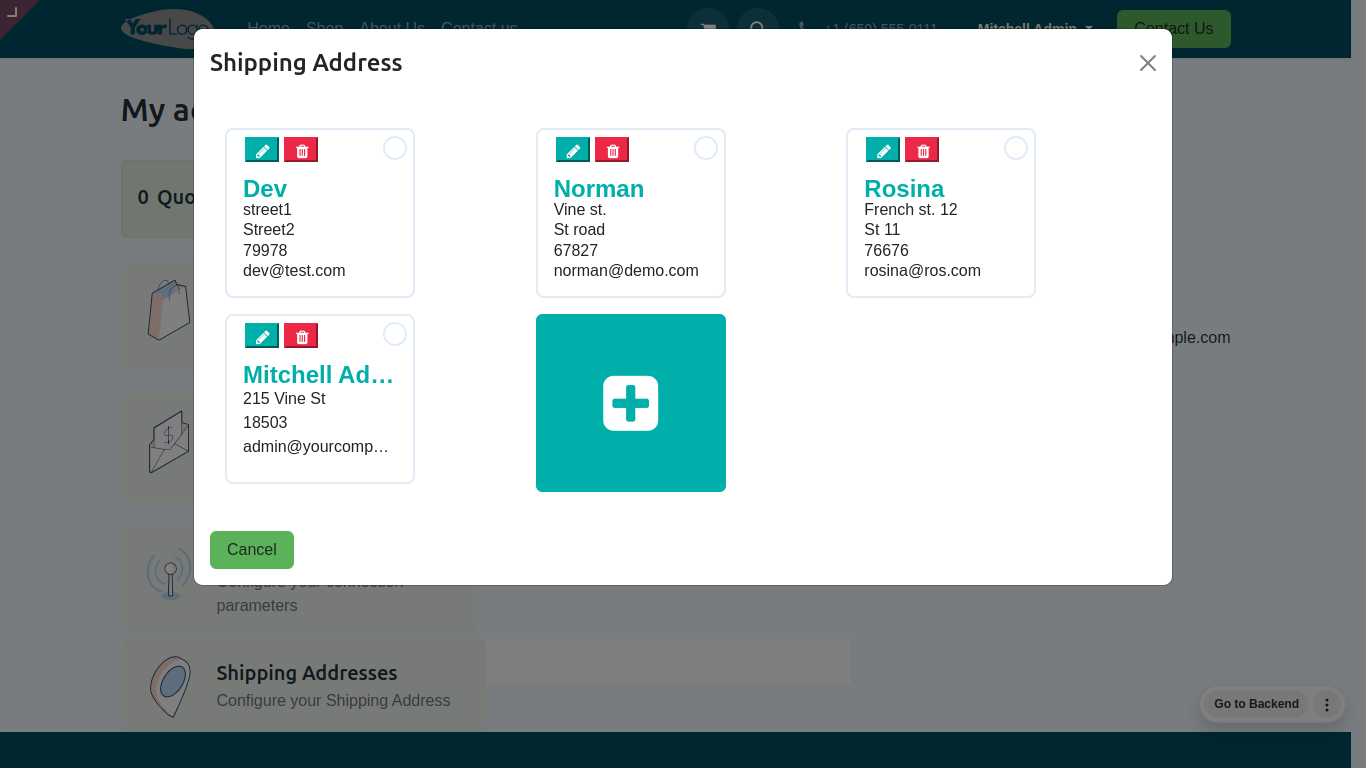 YourLogo
Home Shop About Us Contact us
+1 (650) 555-0111
Mitchell Admin
Contact Us
Shipping Address
My ac
0 Quo
Dev
street1
Street2
79978
dev@test.com
Norman
Vine st.
St road
67827
norman@demo.com
Rosina
French st. 12
St 11
76676
rosina@ros.com
Mitchell Ad...
215 Vine St
18503
admin@yourcomp...
mple.com
Cancel
Configure your connection
parameters
Shipping Addresses
Configure your Shipping Address
Go to Backend